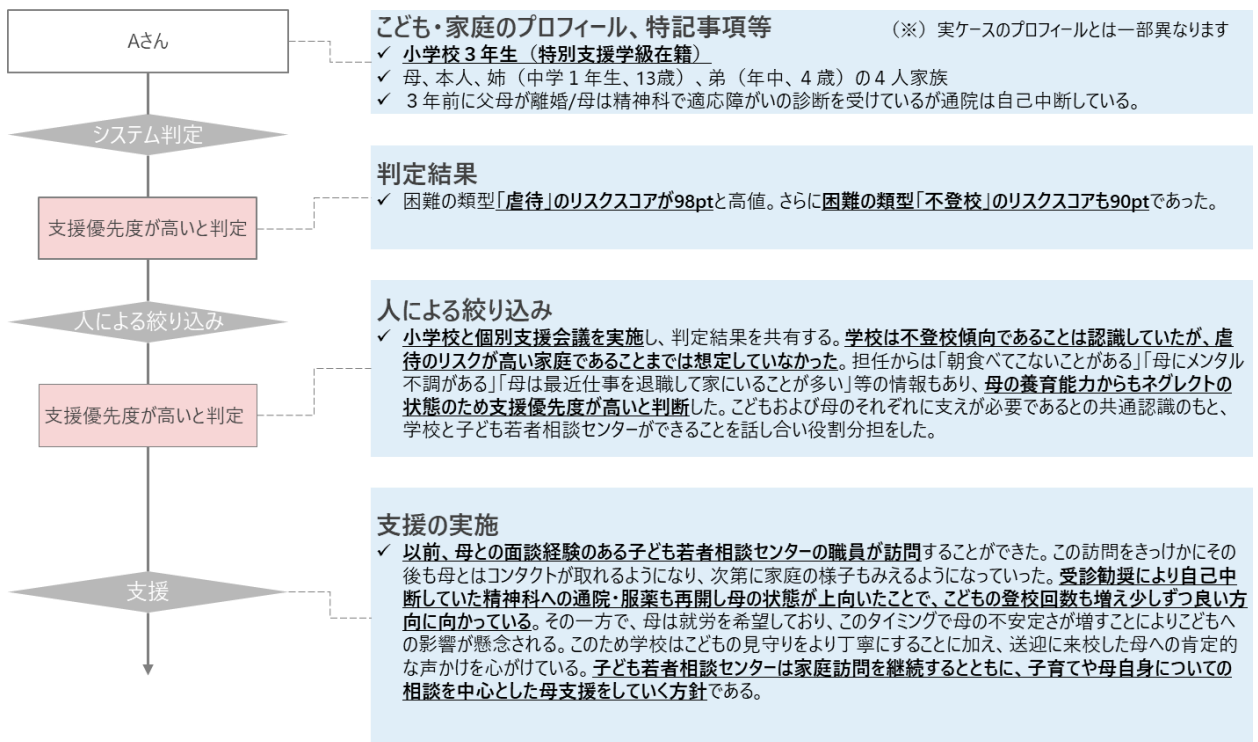 Aさん
システム判定
支援優先度が高いと判定
人による絞り込み
支援優先度が高いと判定
支援
こども・家庭のプロフィール、特記事項等
（※）実ケースのプロフィールとは一部異なります
✓ 小学校３年生（特別支援学級在籍）
✓ 母、本人、姉（中学１年生、13歳）、弟（年中、４歳）の４人家族
✓ ３年前に父母が離婚/母は精神科で適応障がいの診断を受けているが通院は自己中断している。
判定結果
✓ 困難の類型「虐待」のリスクスコアが98ptと高値。さらに困難の類型「不登校」のリスクスコアも90ptであった。
人による絞り込み
✓ 小学校と個別支援会議を実施し、判定結果を共有する。学校は不登校傾向であることは認識していたが、虐
待のリスクが高い家庭であることまでは想定していなかった。担任からは「朝食べてこないことがある」「母にメンタル
不調がある」「母は最近仕事を退職して家にいることが多い」等の情報もあり、母の養育能力からもネグレクトの
状態のため支援優先度が高いと判断した。こどもおよび母のそれぞれに支えが必要であるとの共通認識のもと、
学校と子ども若者相談センターができることを話し合い役割分担をした。
支援の実施
✓ 以前、母との面談経験のある子ども若者相談センターの職員が訪問することができた。この訪問をきっかけにその
後も母とはコンタクトが取れるようになり、次第に家庭の様子もみえるようになっていった。受診勧奨により自己中
断していた精神科への通院・服薬も再開し母の状態が上向いたことで、こどもの登校回数も増え少しずつ良い方
向に向かっている。その一方で、母は就労を希望しており、このタイミングで母の不安定さが増すことによりこどもへ
の影響が懸念される。このため学校はこどもの見守りをより丁寧にすることに加え、送迎に来校した母への肯定的
な声かけを心がけている。子ども若者相談センターは家庭訪問を継続するとともに、子育てや母自身についての
相談を中心とした母支援をしていく方針である。